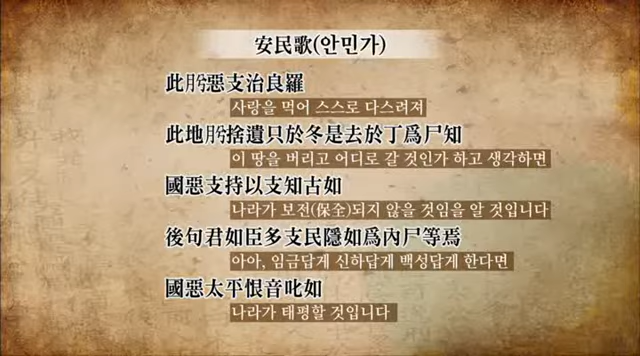 安民歌(안민가)
此肹惡支治良羅
사랑을 먹어 스스로 다스려져
此地肹捨遺只於冬是去於丁爲尸知
이 땅을 버리고 어디로 갈 것인가 하고 생각하면
國惡支持以支知古如
나라가 보전(保全)되지 않을 것임을 알 것입니다
後句君如臣多支民隱如爲內尸等焉
아아, 임금답게 신하답게 백성답게 한다면
國惡太平恨音叱如
나라가 태평할 것입니다